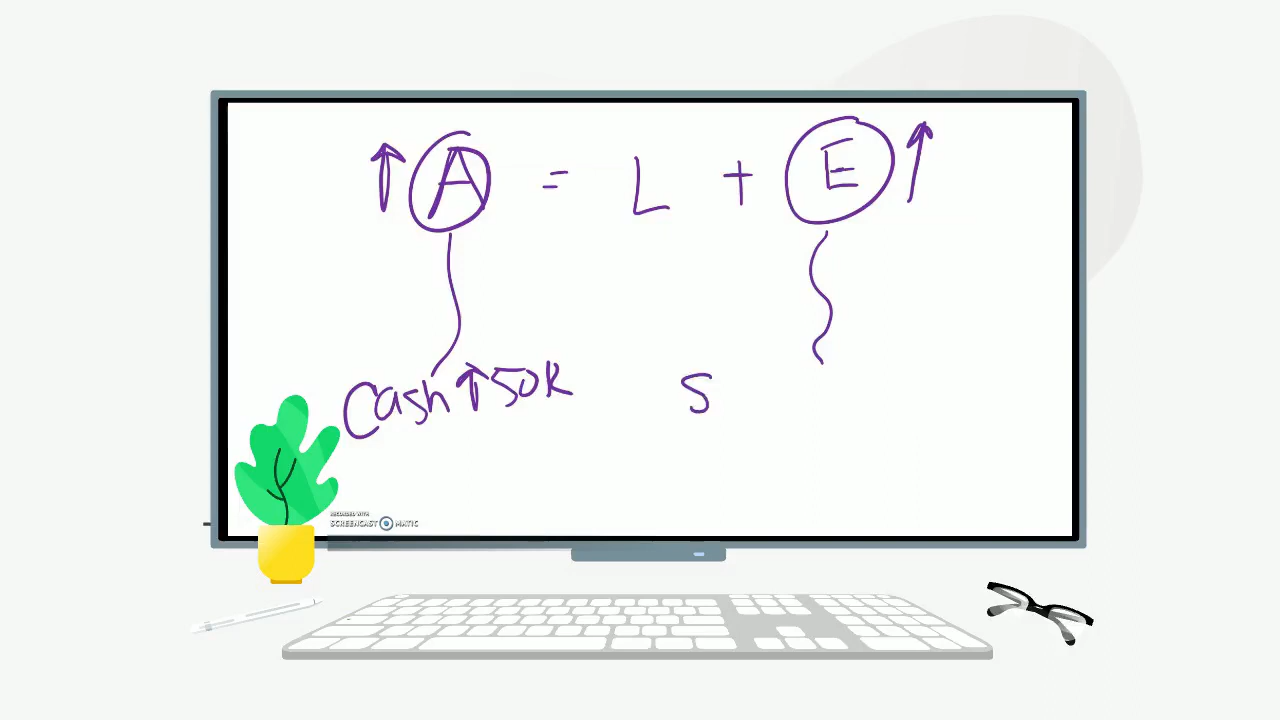 ↑ A = L + E ↑
Cash ↑ 50K S
RECORDED WITH
SCREENCAST MATIC